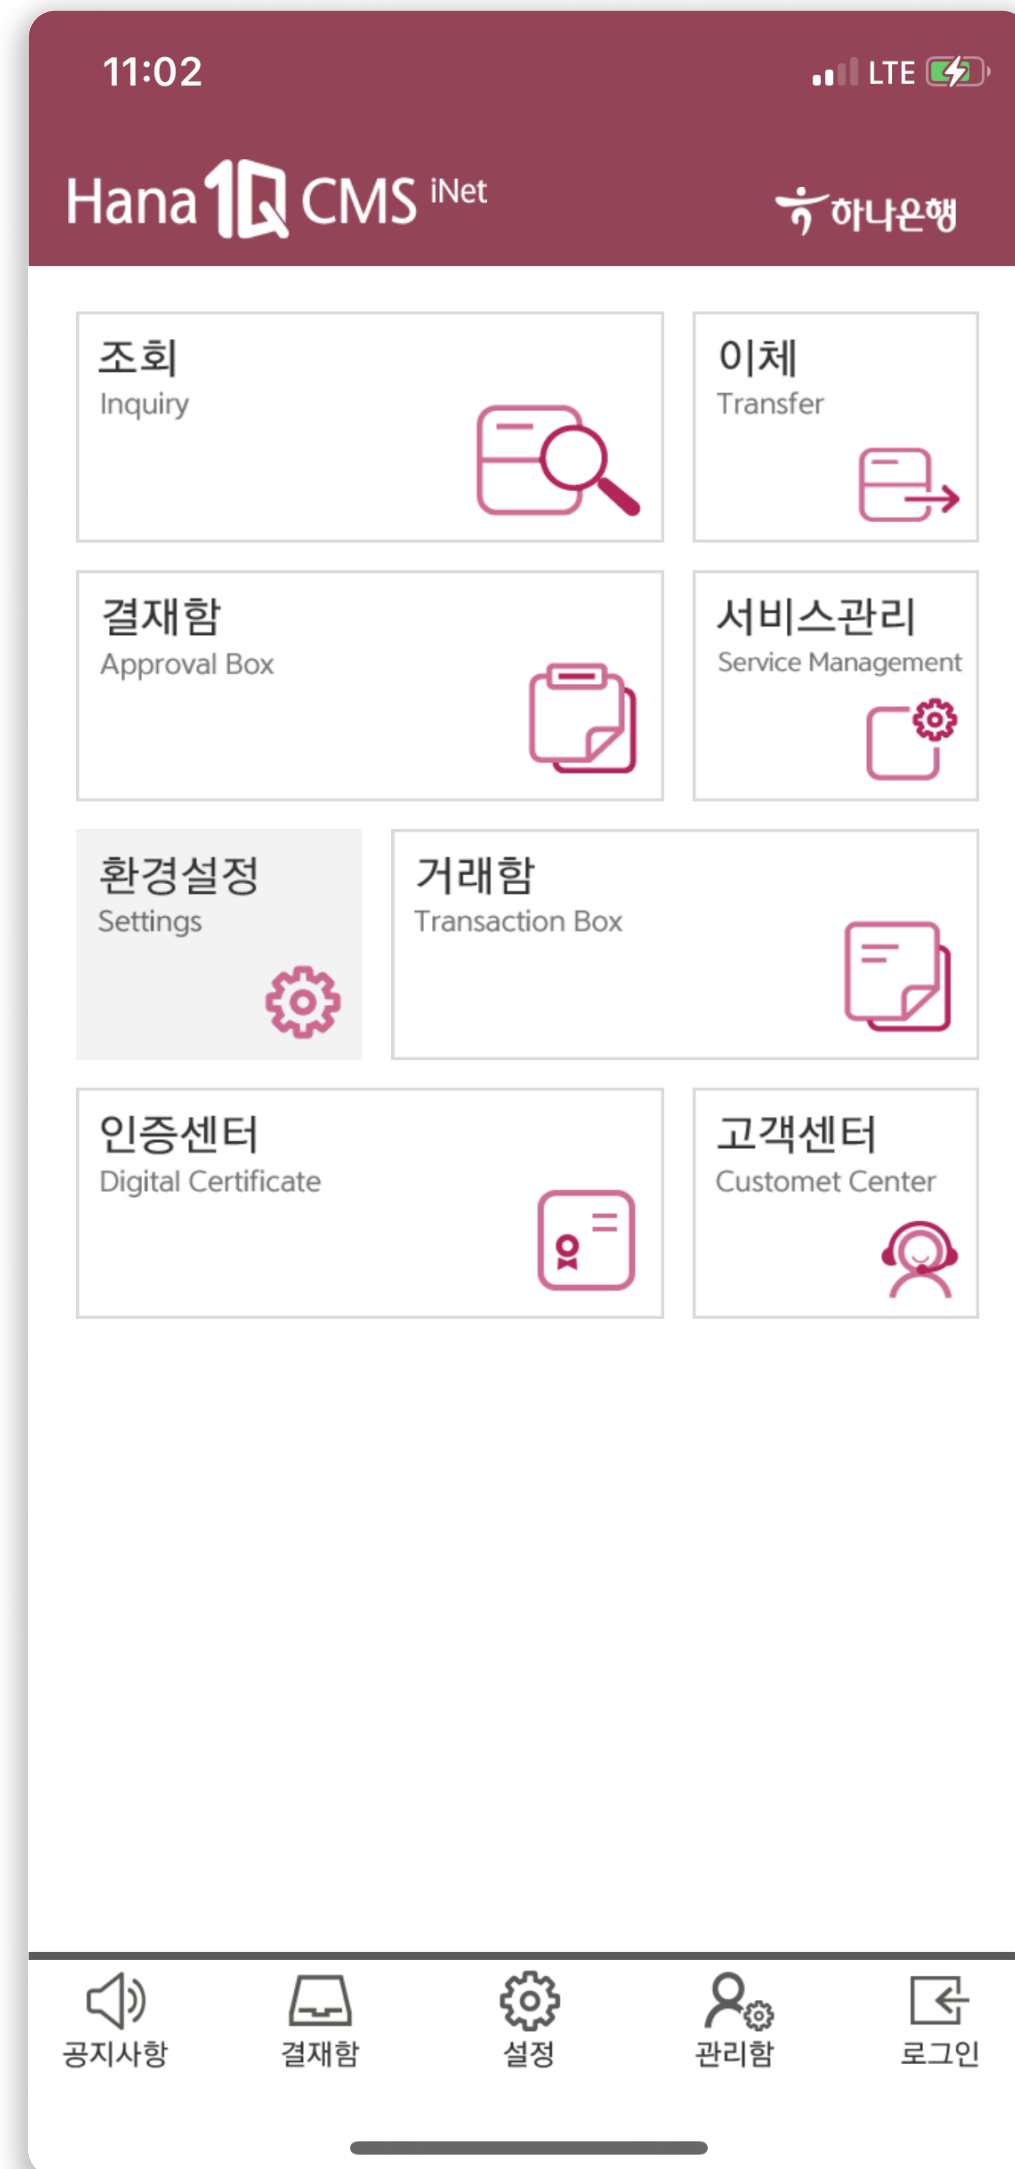 11:02
LTE
Hana 1Q CMS iNet
하나은행
조회
Inquiry
이체
Transfer
결재함
Approval Box
서비스관리
Service Management
환경설정
Settings
거래함
Transaction Box
인증센터
Digital Certificate
고객센터
Customet Center
공지사항
결재함
설정
관리함
로그인